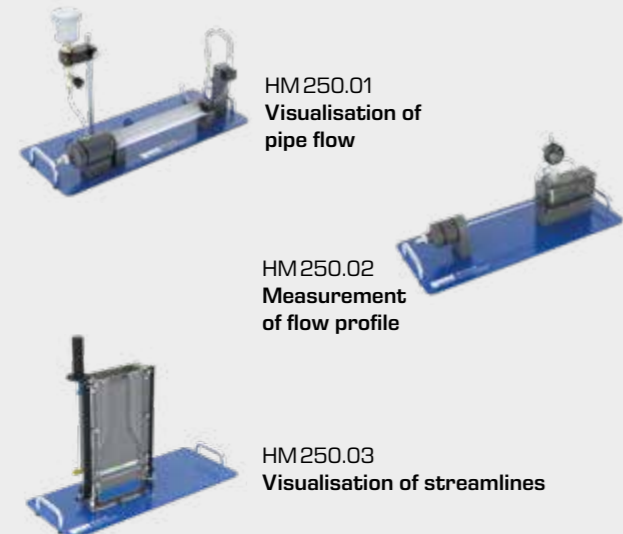 HM 250.01
Visualisation of
pipe flow
HM 250.02
Measurement
of flow profile
HM 250.03
Visualisation of streamlines